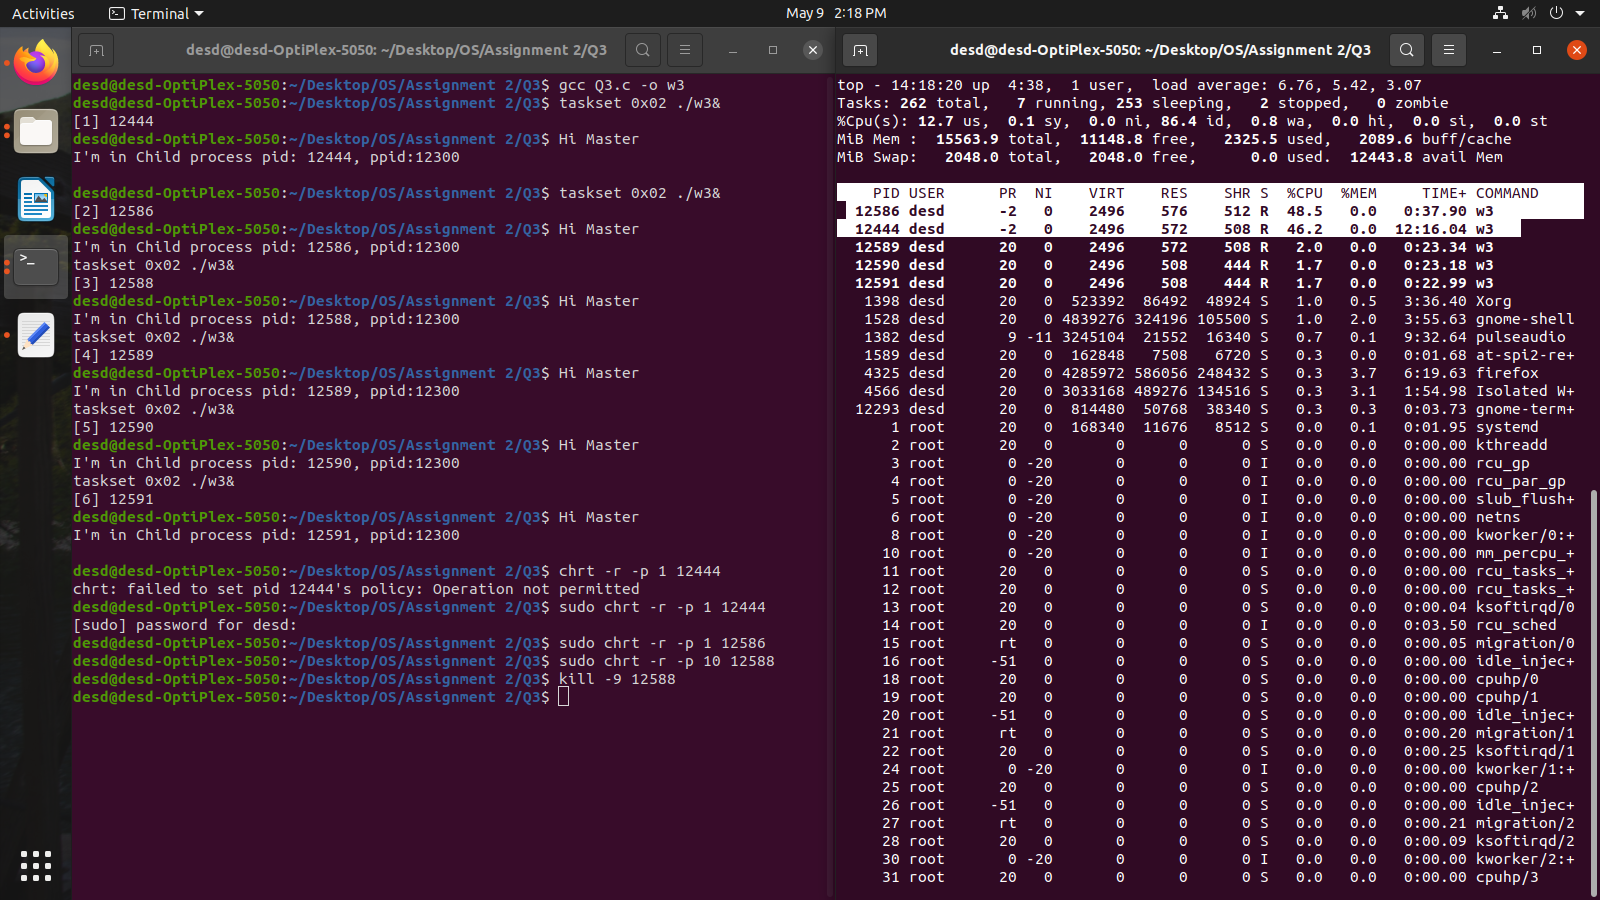 Activities
Terminal
May 9 2:18 PM
desd@desd-OptiPlex-5050: ~/Desktop/OS/Assignment 2/Q3
desd@desd-OptiPlex-5050:~/Desktop/OS/Assignment 2/Q3$ gcc Q3.c -o w3
desd@desd-OptiPlex-5050:~/Desktop/OS/Assignment 2/Q3$ taskset 0x02 ./w3&
[1] 12444
desd@desd-OptiPlex-5050:~/Desktop/OS/Assignment 2/Q3$ Hi Master
I'm in Child process pid: 12444, ppid:12300
desd@desd-OptiPlex-5050:~/Desktop/OS/Assignment 2/Q3$ taskset 0x02 ./w3&
[2] 12586
desd@desd-OptiPlex-5050:~/Desktop/OS/Assignment 2/Q3$ Hi Master
I'm in Child process pid: 12586, ppid:12300
taskset 0x02 ./w3&
[3] 12588
desd@desd-OptiPlex-5050:~/Desktop/OS/Assignment 2/Q3$ Hi Master
I'm in Child process pid: 12588, ppid:12300
taskset 0x02 ./w3&
[4] 12589
desd@desd-OptiPlex-5050:~/Desktop/OS/Assignment 2/Q3$ Hi Master
I'm in Child process pid: 12589, ppid:12300
taskset 0x02 ./w3&
[5] 12590
desd@desd-OptiPlex-5050:~/Desktop/OS/Assignment 2/Q3$ Hi Master
I'm in Child process pid: 12590, ppid:12300
taskset 0x02 ./w3&
[6] 12591
desd@desd-OptiPlex-5050:~/Desktop/OS/Assignment 2/Q3$ Hi Master
I'm in Child process pid: 12591, ppid:12300
desd@desd-OptiPlex-5050:~/Desktop/OS/Assignment 2/Q3$ chrt -r -p 1 12444
chrt: failed to set pid 12444's policy: Operation not permitted
desd@desd-OptiPlex-5050:~/Desktop/OS/Assignment 2/Q3$ sudo chrt -r -p 1 12444
[sudo] password for desd:
desd@desd-OptiPlex-5050:~/Desktop/OS/Assignment 2/Q3$ sudo chrt -r -p 1 12586
desd@desd-OptiPlex-5050:~/Desktop/OS/Assignment 2/Q3$ sudo chrt -r -p 10 12588
desd@desd-OptiPlex-5050:~/Desktop/OS/Assignment 2/Q3$ kill -9 12588
desd@desd-OptiPlex-5050:~/Desktop/OS/Assignment 2/Q3$
desd@desd-OptiPlex-5050: ~/Desktop/OS/Assignment 2/Q3
top - 14:18:20 up 4:38, 1 user, load average: 6.76, 5.42, 3.07
Tasks: 262 total, 7 running, 253 sleeping, 2 stopped, 0 zombie
%Cpu(s): 12.7 us, 0.1 sy, 0.0 ni, 86.4 id, 0.8 wa, 0.0 hi, 0.0 si, 0.0 st
MiB Mem : 15563.9 total, 11148.8 free, 2325.5 used, 2089.6 buff/cache
MiB Swap: 2048.0 total, 2048.0 free, 0.0 used. 12443.8 avail Mem
PID USER PR NI VIRT RES SHR S %CPU %MEM TIME+ COMMAND
12586 desd -2 0 2496 576 512 R 48.5 0.0 0:37.90 w3
12444 desd -2 0 2496 572 508 R 46.2 0.0 12:16.04 w3
12589 desd 20 0 2496 572 508 R 2.0 0.0 0:23.34 w3
12590 desd 20 0 2496 508 444 R 1.7 0.0 0:23.18 w3
12591 desd 20 0 2496 508 444 R 1.7 0.0 0:22.99 w3
1398 desd 20 0 523392 86492 48924 S 1.0 0.5 3:36.40 Xorg
1528 desd 20 0 4839276 324196 105500 S 1.0 2.0 3:55.63 gnome-shell
1382 desd 9 -11 3245104 21552 16340 S 0.7 0.1 9:32.64 pulseaudio
1589 desd 20 0 162848 7508 6720 S 0.3 0.0 0:01.68 at-spi2-re+
4325 desd 20 0 4285972 586056 248432 S 0.3 3.7 6:19.63 firefox
4566 desd 20 0 3033168 489276 134516 S 0.3 3.1 1:54.98 Isolated W+
12293 desd 20 0 814480 50768 38340 S 0.3 0.3 0:03.73 gnome-term+
1 root 20 0 168340 11676 8512 S 0.0 0.1 0:01.95 systemd
2 root 20 0 0 0 0 S 0.0 0.0 0:00.00 kthreadd
3 root 0 -20 0 0 0 I 0.0 0.0 0:00.00 rcu_gp
4 root 0 -20 0 0 0 I 0.0 0.0 0:00.00 rcu_par_gp
5 root 0 -20 0 0 0 I 0.0 0.0 0:00.00 slub_flush+
6 root 0 -20 0 0 0 I 0.0 0.0 0:00.00 netns
8 root 0 -20 0 0 0 I 0.0 0.0 0:00.00 kworker/0:+
10 root 0 -20 0 0 0 I 0.0 0.0 0:00.00 mm_percpu_+
11 root 20 0 0 0 0 S 0.0 0.0 0:00.00 rcu_tasks_+
12 root 20 0 0 0 0 S 0.0 0.0 0:00.00 rcu_tasks_+
13 root 20 0 0 0 0 S 0.0 0.0 0:00.04 ksoftirqd/0
14 root 20 0 0 0 0 I 0.0 0.0 0:03.50 rcu_sched
15 root rt 0 0 0 0 S 0.0 0.0 0:00.05 migration/0
16 root -51 0 0 0 0 S 0.0 0.0 0:00.00 idle_injec+
18 root 20 0 0 0 0 S 0.0 0.0 0:00.00 cpuhp/0
19 root 20 0 0 0 0 S 0.0 0.0 0:00.00 cpuhp/1
20 root -51 0 0 0 0 S 0.0 0.0 0:00.00 idle_injec+
21 root rt 0 0 0 0 S 0.0 0.0 0:00.20 migration/1
22 root 20 0 0 0 0 S 0.0 0.0 0:00.25 ksoftirqd/1
24 root 0 -20 0 0 0 I 0.0 0.0 0:00.00 kworker/1:+
25 root 20 0 0 0 0 S 0.0 0.0 0:00.00 cpuhp/2
26 root -51 0 0 0 0 S 0.0 0.0 0:00.00 idle_injec+
27 root rt 0 0 0 0 S 0.0 0.0 0:00.21 migration/2
28 root 20 0 0 0 0 S 0.0 0.0 0:00.09 ksoftirqd/2
30 root 0 -20 0 0 0 I 0.0 0.0 0:00.00 kworker/2:+
31 root 20 0 0 0 0 S 0.0 0.0 0:00.00 cpuhp/3